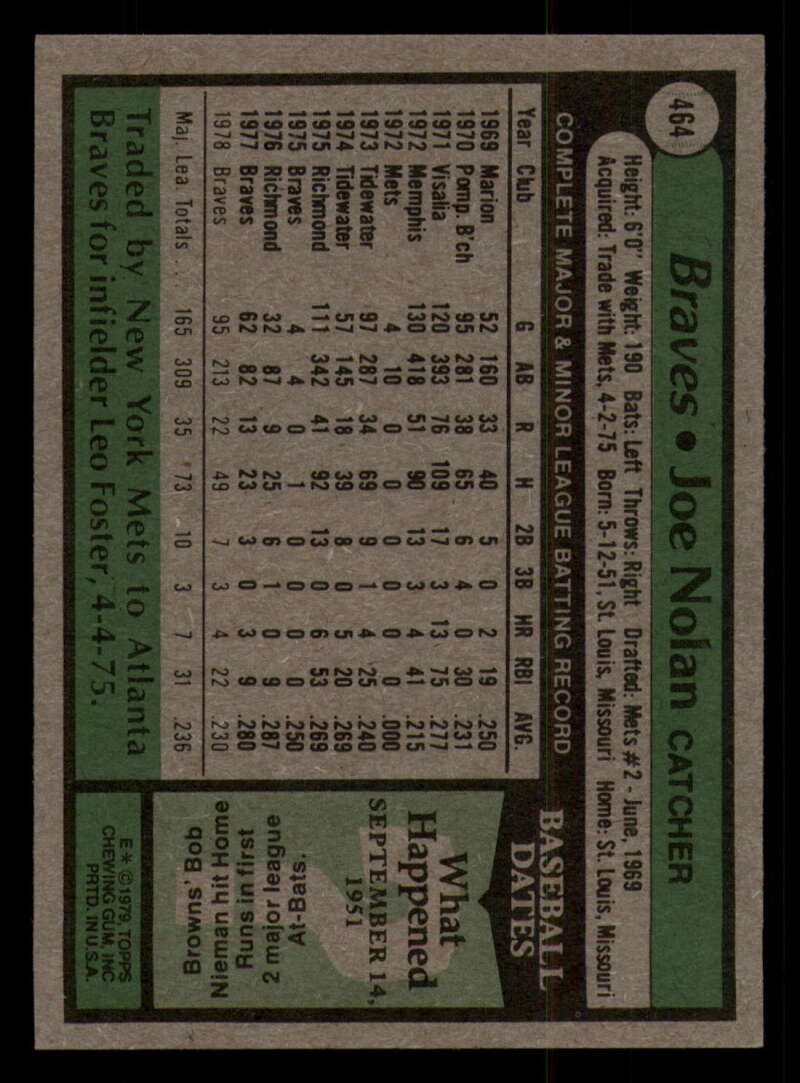 464
Braves • Joe Nolan CATCHER
Height: 6'0" Weight: 190 Bats: Left Throws: Right Drafted: Mets #2 - June, 1969
Acquired: Trade with Mets, 4-2-75 Born: 5-12-51, St. Louis, Missouri Home: St. Louis, Missouri
COMPLETE MAJOR & MINOR LEAGUE BATTING RECORD
Year Club G AB R H 2B 3B HR RBI AVG.
1969 Marion 52 160 33 40 5 0 2 19 .250
1970 Pomp. B'ch 95 281 38 65 6 4 0 30 .231
1971 Visalia 120 393 76 109 17 3 13 75 .277
1972 Memphis 130 418 51 90 13 3 4 41 .215
1972 Mets 4 10 0 0 0 0 0 0 .000
1973 Tidewater 97 287 34 69 9 1 4 25 .240
1974 Tidewater 57 145 18 39 8 0 5 20 .269
1975 Richmond 111 342 41 92 13 0 6 53 .269
1975 Braves 4 4 0 1 0 0 0 0 .250
1976 Richmond 32 87 9 25 6 1 0 9 .287
1977 Braves 62 82 13 23 3 0 3 9 .280
1978 Braves 95 213 22 49 7 3 4 22 .230
Maj. Lea Totals . . . 165 309 35 73 10 3 7 31 .236
Traded by New York Mets to Atlanta
Braves for infielder Leo Foster, 4-4-75.
BASEBALL
DATES
What
Happened
SEPTEMBER 14,
1951
Browns' Bob
Nieman hit Home
Runs in first
2 major league
At-Bats.
E * © 1979, TOPPS
CHEWING GUM, INC
PRTD. IN U.S.A.